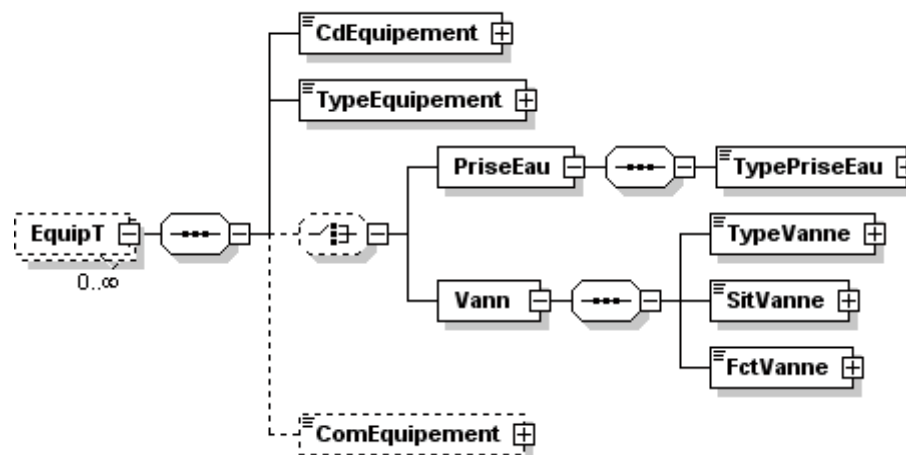 CdEquipement
TypeEquipement
PriseEau
TypePriseEau
EquipT
0..∞
TypeVanne
Vann
SitVanne
FctVanne
ComEquipement